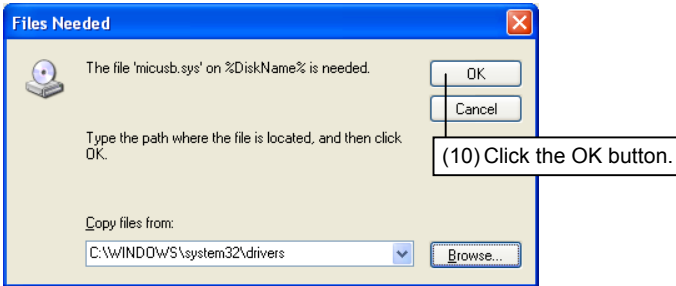 Files Needed
The file 'micusb.sys' on %DiskName% is needed.
OK
Cancel
Type the path where the file is located, and then click
OK.
(10) Click the OK button.
Copy files from:
C:\WINDOWS\system32\drivers
Browse...